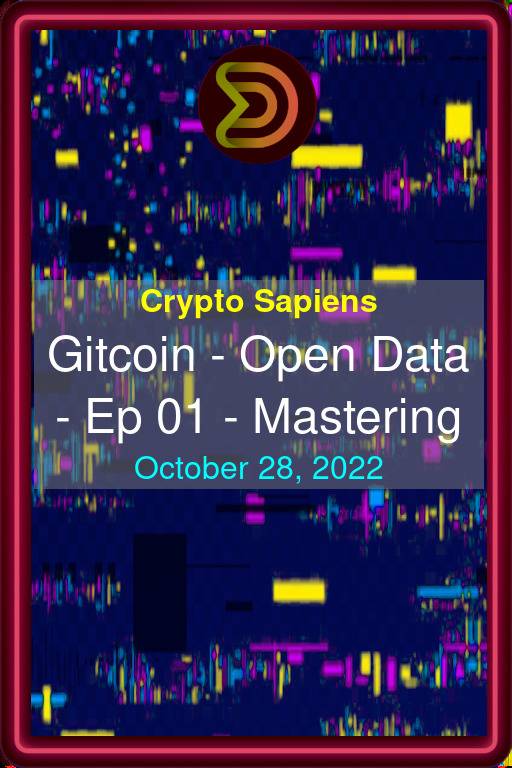 Crypto Sapiens
Gitcoin - Open Data
- Ep 01 - Mastering
October 28, 2022